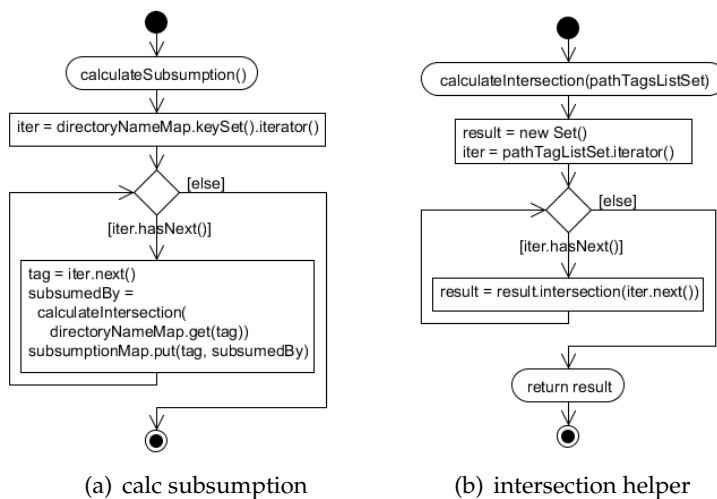 calculateSubsumption()
iter = directoryNameMap.keySet().iterator()
[else]
[iter.hasNext()]
tag = iter.next()
subsumedBy =
calculateIntersection(
directoryNameMap.get(tag))
subsumptionMap.put(tag, subsumedBy)
(a) calc subsumption
calculateIntersection(pathTagsListSet)
result = new Set()
iter = pathTagListSet.iterator()
[else]
[iter.hasNext()]
result = result.intersection(iter.next())
return result
(b) intersection helper